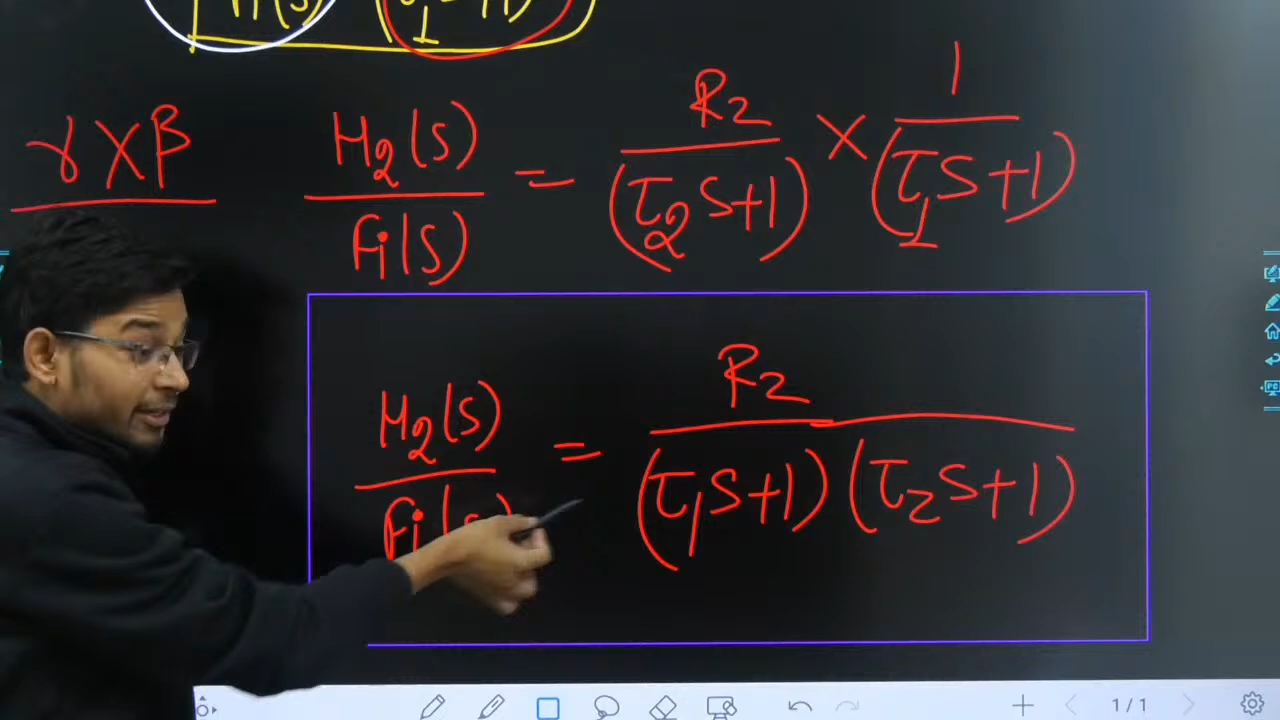 γ X β
H₂(s) / Fi(s) = R₂ / (τ₂s+1) × 1 / (τ₁s+1)
H₂(s) / Fi(s) = R₂ / (τ₁s+1)(τ₂s+1)
1/1